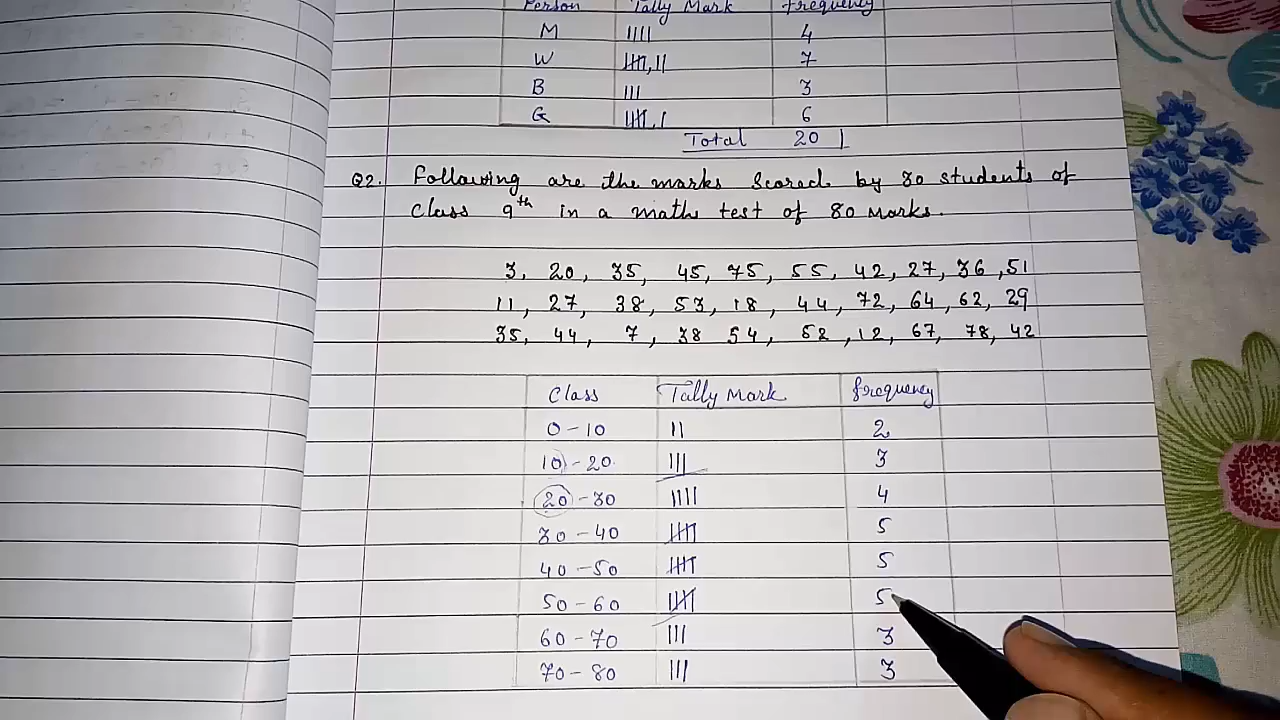 Person Tally Mark Frequency
M |||| 4
W 𝍸, || 7
B ||| 3
G 𝍸, | 6
Total 20
Q2. Following are the marks scored by 30 students of
class 9th in a maths test of 80 Marks.
3, 20, 35, 45, 75, 55, 42, 27, 36, 51
11, 27, 38, 53, 18, 44, 72, 64, 62, 29
35, 44, 7, 38 54, 52, 12, 67, 78, 42
Class Tally Mark frequency
0-10 || 2
10-20 ||| 3
20-30 |||| 4
30-40 𝍸 5
40-50 𝍸 5
50-60 𝍸 5
60-70 ||| 3
70-80 ||| 3